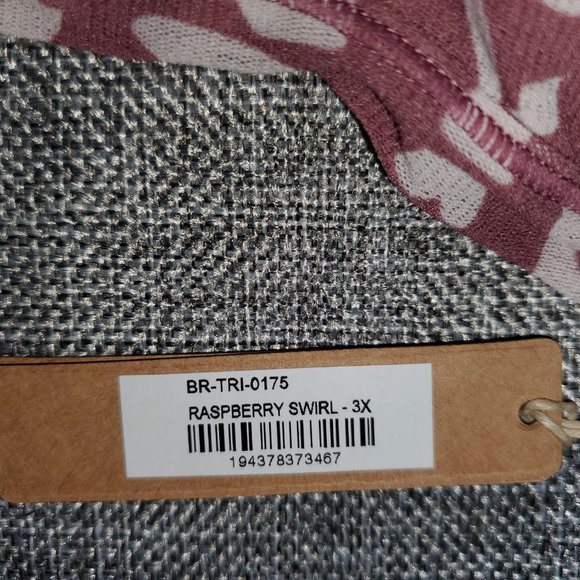 BR-TRI-0175
RASPBERRY SWIRL - 3X
194378373467